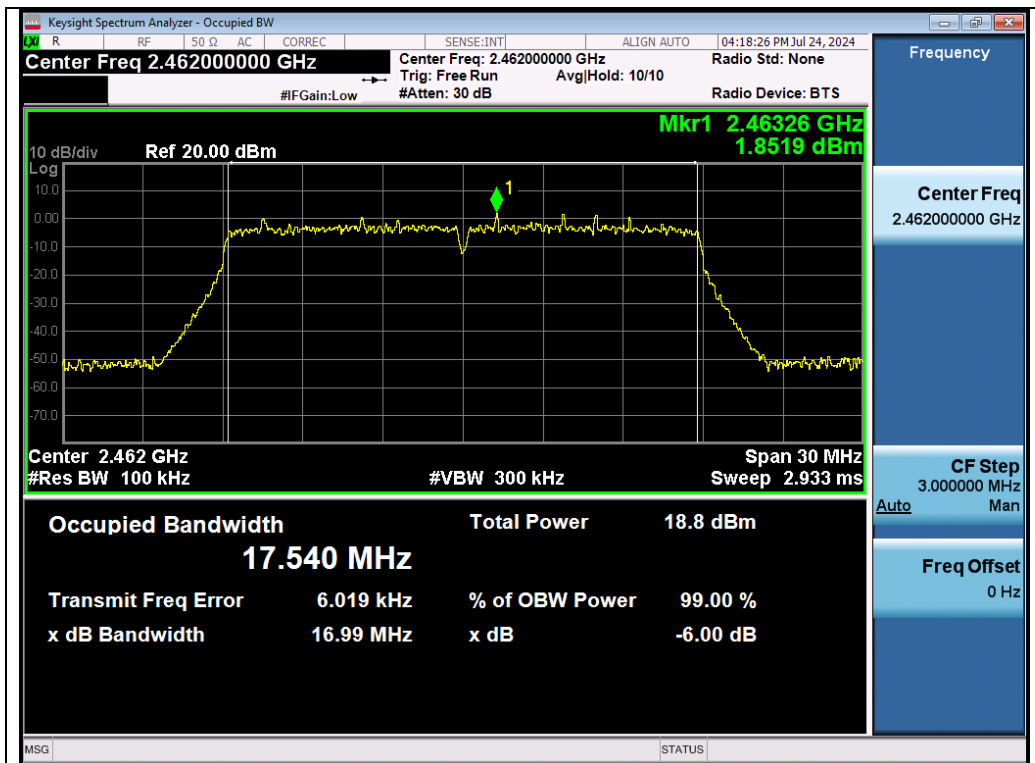 Keysight Spectrum Analyzer - Occupied BW
LXI R RF 50 Ω AC CORREC SENSE:INT ALIGN AUTO 04:18:26 PM Jul 24, 2024
Center Freq 2.462000000 GHz
Center Freq: 2.462000000 GHz
Radio Std: None
Trig: Free Run Avg|Hold: 10/10
#IFGain:Low
#Atten: 30 dB
Radio Device: BTS
Mkr1 2.46326 GHz
1.8519 dBm
10 dB/div Ref 20.00 dBm
Log
10.0
1
0.00
-10.0
-20.0
-30.0
-40.0
-50.0
-60.0
-70.0
Center 2.462 GHz Span 30 MHz
#Res BW 100 kHz #VBW 300 kHz Sweep 2.933 ms
Occupied Bandwidth Total Power 18.8 dBm
17.540 MHz
Transmit Freq Error 6.019 kHz % of OBW Power 99.00 %
x dB Bandwidth 16.99 MHz x dB -6.00 dB
Frequency
Center Freq
2.462000000 GHz
CF Step
3.000000 MHz
Auto Man
Freq Offset
0 Hz
MSG STATUS